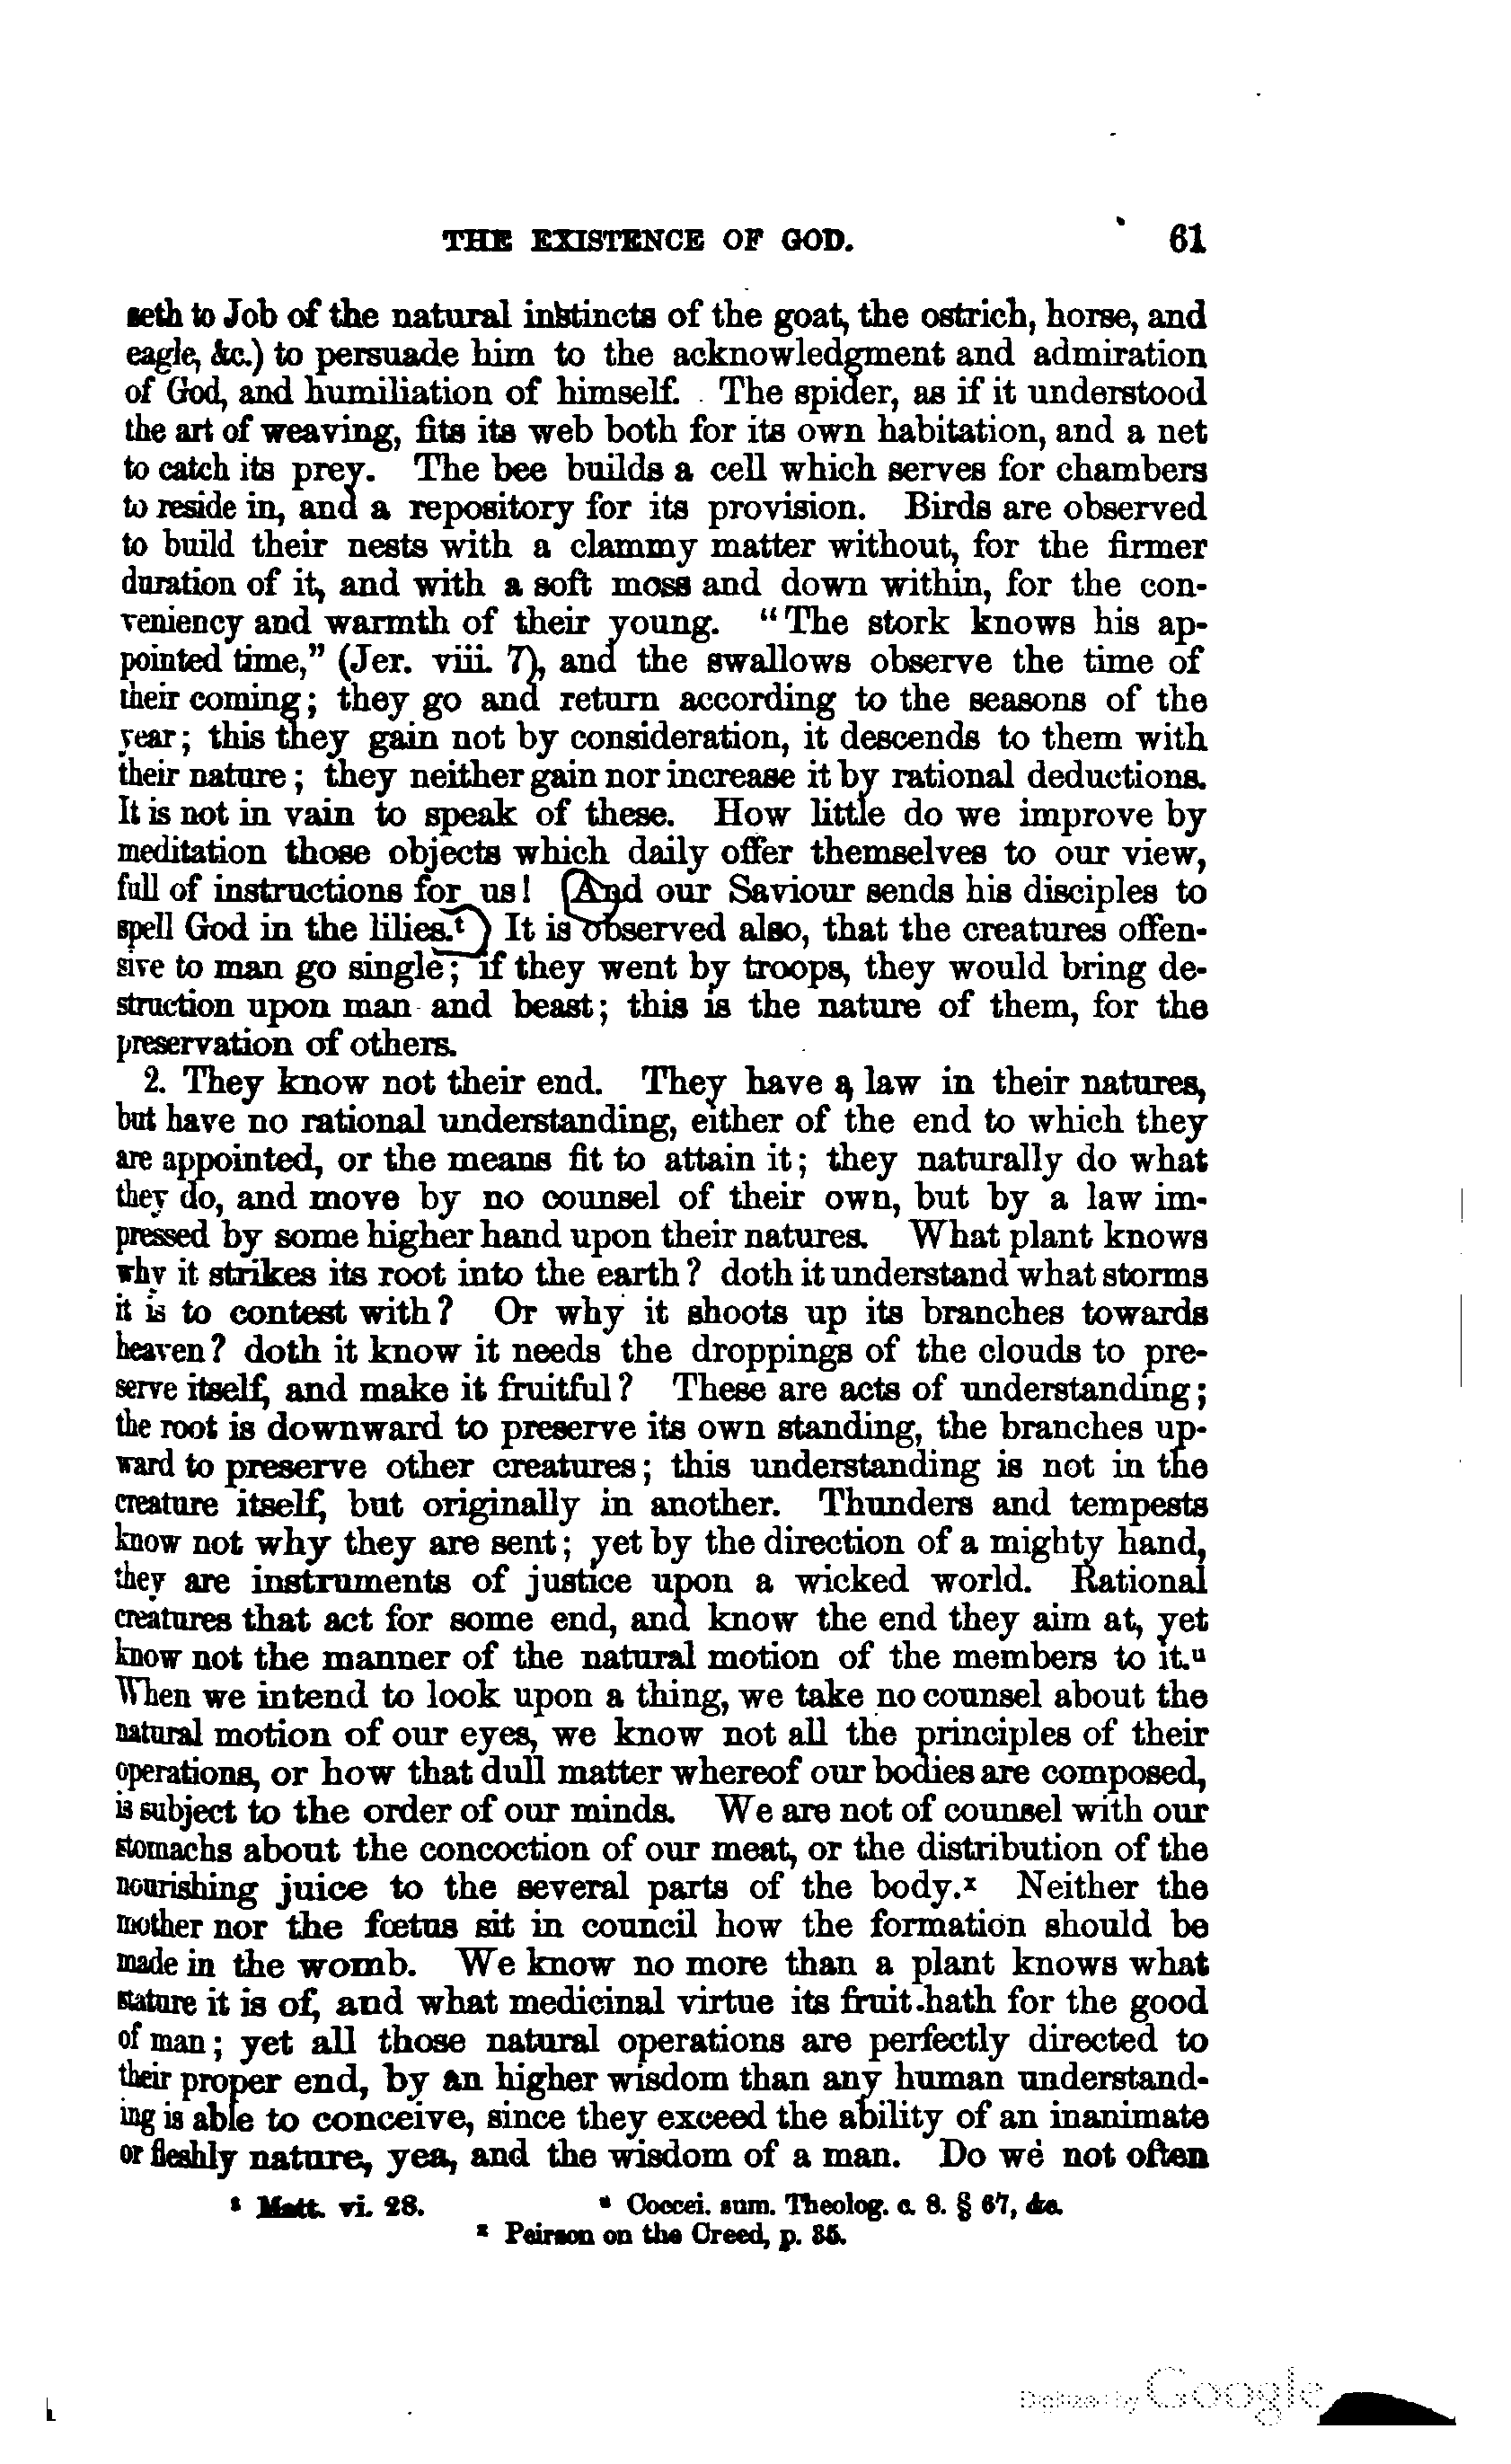 THE EXISTENCE OF GOD. 61
seth to Job of the natural instincts of the goat, the ostrich, horse, and
eagle, &c.) to persuade him to the acknowledgment and admiration
of God, and humiliation of himself. The spider, as if it understood
the art of weaving, fits its web both for its own habitation, and a net
to catch its prey. The bee builds a cell which serves for chambers
to reside in, and a repository for its provision. Birds are observed
to build their nests with a clammy matter without, for the firmer
duration of it, and with a soft moss and down within, for the con-
veniency and warmth of their young. "The stork knows his ap-
pointed time," (Jer. viii. 7), and the swallows observe the time of
their coming; they go and return according to the seasons of the
year; this they gain not by consideration, it descends to them with
their nature; they neither gain nor increase it by rational deductions.
It is not in vain to speak of these. How little do we improve by
meditation those objects which daily offer themselves to our view,
full of instructions for us! And our Saviour sends his disciples to
spell God in the lilies.t It is observed also, that the creatures offen-
sive to man go single; if they went by troops, they would bring de-
struction upon man and beast; this is the nature of them, for the
preservation of others.
2. They know not their end. They have a law in their natures,
but have no rational understanding, either of the end to which they
are appointed, or the means fit to attain it; they naturally do what
they do, and move by no counsel of their own, but by a law im-
pressed by some higher hand upon their natures. What plant knows
why it strikes its root into the earth? doth it understand what storms
it is to contest with? Or why it shoots up its branches towards
heaven? doth it know it needs the droppings of the clouds to pre-
serve itself, and make it fruitful? These are acts of understanding;
the root is downward to preserve its own standing, the branches up-
ward to preserve other creatures; this understanding is not in the
creature itself, but originally in another. Thunders and tempests
know not why they are sent; yet by the direction of a mighty hand,
they are instruments of justice upon a wicked world. Rational
creatures that act for some end, and know the end they aim at, yet
know not the manner of the natural motion of the members to it.u
When we intend to look upon a thing, we take no counsel about the
natural motion of our eyes, we know not all the principles of their
operations, or how that dull matter whereof our bodies are composed,
is subject to the order of our minds. We are not of counsel with our
stomachs about the concoction of our meat, or the distribution of the
nourishing juice to the several parts of the body.x Neither the
mother nor the fœtus sit in council how the formation should be
made in the womb. We know no more than a plant knows what
stature it is of, and what medicinal virtue its fruit hath for the good
of man; yet all those natural operations are perfectly directed to
their proper end, by an higher wisdom than any human understand-
ing is able to conceive, since they exceed the ability of an inanimate
or fleshly nature, yea, and the wisdom of a man. Do we not often
t Matt. vi. 28. u Coccei. sum. Theolog. c. 8. § 67, &c.
x Peirson on the Creed, p. 35.
Digitized by Google